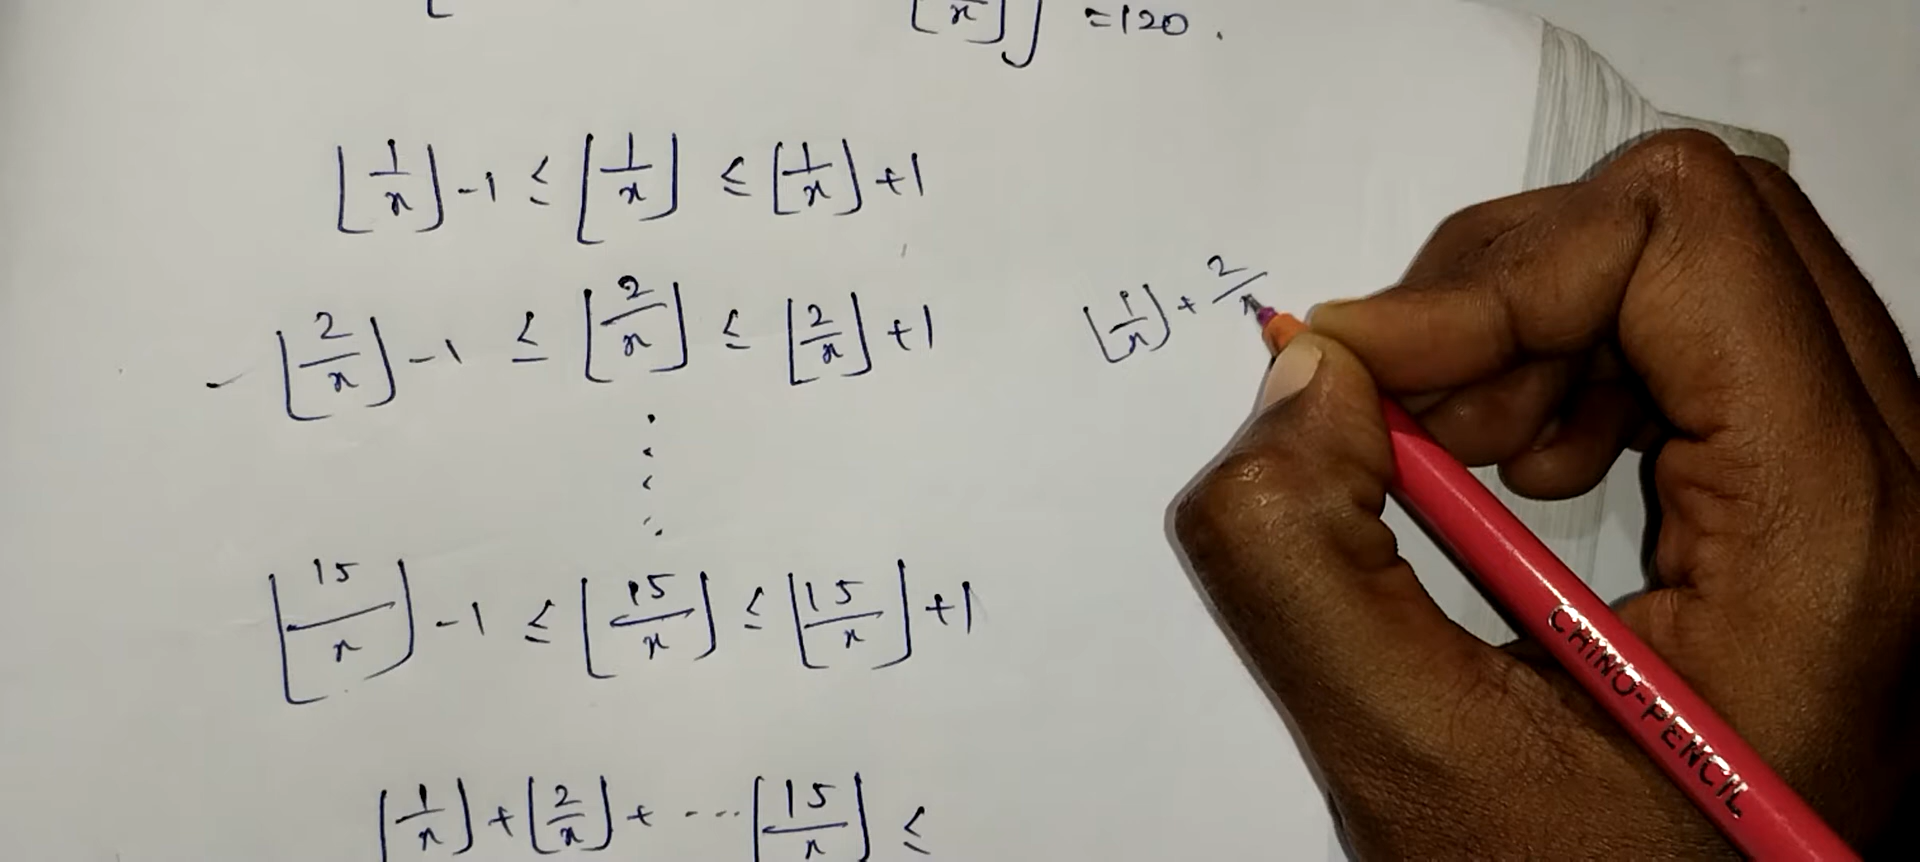 ⌊ ⌊x⌋⌋ = 120.
⌊1/x⌋ - 1 ≤ ⌊1/x⌋ ≤ ⌊1/x⌋ + 1
⌊2/x⌋ - 1 ≤ ⌊2/x⌋ ≤ ⌊2/x⌋ + 1
⌊1/x⌋ + 2/x
⌊15/x⌋ - 1 ≤ ⌊15/x⌋ ≤ ⌊15/x⌋ + 1
⌊1/x⌋ + ⌊2/x⌋ + ... ⌊15/x⌋ ≤
CHINO-PENCIL